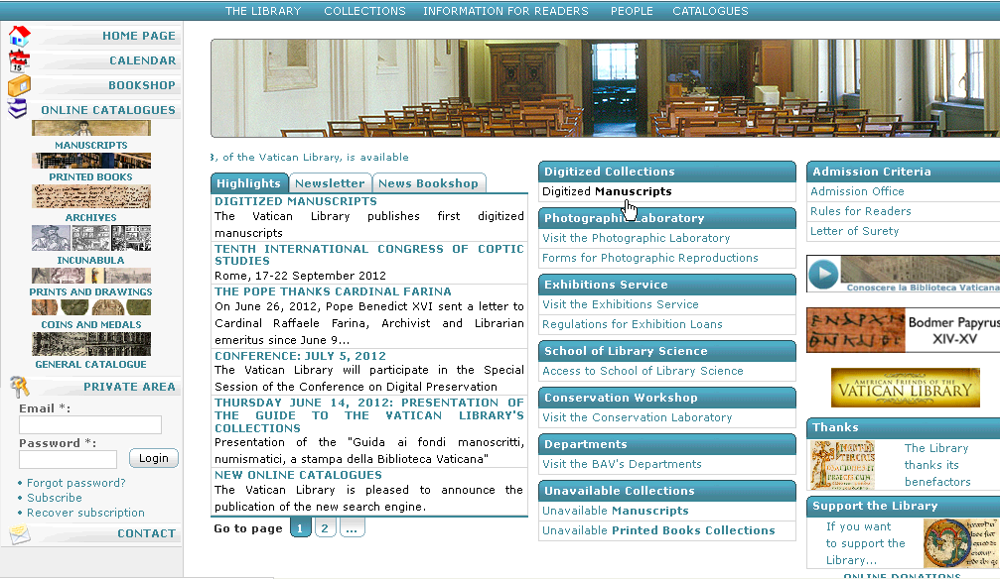 THE LIBRARY COLLECTIONS INFORMATION FOR READERS PEOPLE CATALOGUES
HOME PAGE
15
CALENDAR
BOOKSHOP
ONLINE CATALOGUES
MANUSCRIPTS
PRINTED BOOKS
ARCHIVES
INCUNABULA
PRINTS AND DRAWINGS
COINS AND MEDALS
GENERAL CATALOGUE
PRIVATE AREA
Email *:
Password *:
Login
• Forgot password?
• Subscribe
• Recover subscription
CONTACT
3, of the Vatican Library, is available
Highlights Newsletter News Bookshop
DIGITIZED MANUSCRIPTS
The Vatican Library publishes first digitized
manuscripts
TENTH INTERNATIONAL CONGRESS OF COPTIC
STUDIES
Rome, 17-22 September 2012
THE POPE THANKS CARDINAL FARINA
On June 26, 2012, Pope Benedict XVI sent a letter to
Cardinal Raffaele Farina, Archivist and Librarian
emeritus since June 9...
CONFERENCE: JULY 5, 2012
The Vatican Library will participate in the Special
Session of the Conference on Digital Preservation
THURSDAY JUNE 14, 2012: PRESENTATION OF
THE GUIDE TO THE VATICAN LIBRARY'S
COLLECTIONS
Presentation of the "Guida ai fondi manoscritti,
numismatici, a stampa della Biblioteca Vaticana"
NEW ONLINE CATALOGUES
The Vatican Library is pleased to announce the
publication of the new search engine.
Go to page 1 2 ...
Digitized Collections
Digitized Manuscripts
Photographic Laboratory
Visit the Photographic Laboratory
Forms for Photographic Reproductions
Exhibitions Service
Visit the Exhibitions Service
Regulations for Exhibition Loans
School of Library Science
Access to School of Library Science
Conservation Workshop
Visit the Conservation Laboratory
Departments
Visit the BAV's Departments
Unavailable Collections
Unavailable Manuscripts
Unavailable Printed Books Collections
Admission Criteria
Admission Office
Rules for Readers
Letter of Surety
Conoscere la Biblioteca Vaticana
Bodmer Papyrus
XIV-XV
AMERICAN FRIENDS OF THE
VATICAN LIBRARY
Thanks
The Library
thanks its
benefactors
Support the Library
If you want
to support the
Library...
ONLINE DONATIONS